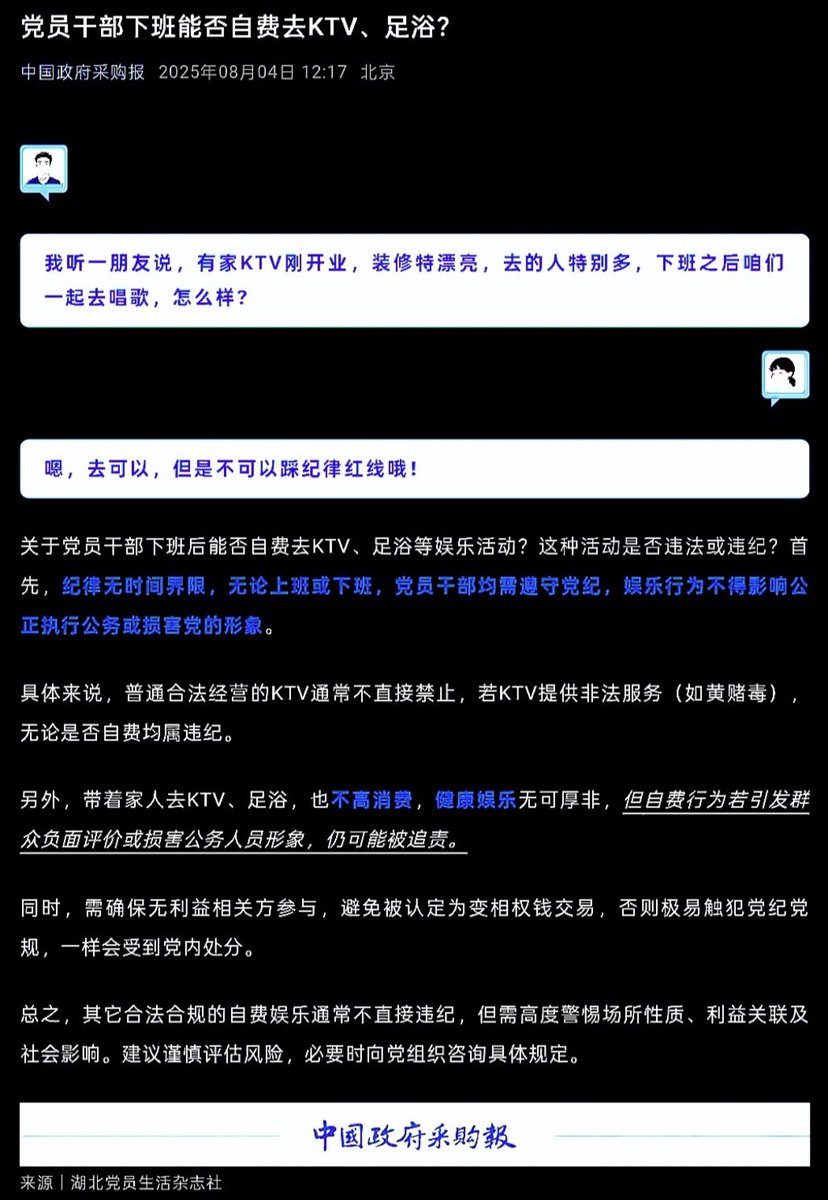 党员干部下班能否自费去KTV、足浴？
中国政府采购报 2025年08月04日 12:17 北京
我听一朋友说，有家KTV刚开业，装修特漂亮，去的人特别多，下班之后咱们
一起去唱歌，怎么样？
嗯，去可以，但是不可以踩纪律红线哦！
关于党员干部下班后能否自费去KTV、足浴等娱乐活动？这种活动是否违法或违纪？首
先，纪律无时间界限，无论上班或下班，党员干部均需遵守党纪，娱乐行为不得影响公
正执行公务或损害党的形象。
具体来说，普通合法经营的KTV通常不直接禁止，若KTV提供非法服务（如黄赌毒），
无论是否自费均属违纪。
另外，带着家人去KTV、足浴，也不高消费，健康娱乐无可厚非，但自费行为若引发群
众负面评价或损害公务人员形象，仍可能被追责。
同时，需确保无利益相关方参与，避免被认定为变相权钱交易，否则极易触犯党纪党
规，一样会受到党内处分。
总之，其它合法合规的自费娱乐通常不直接违纪，但需高度警惕场所性质、利益关联及
社会影响。建议谨慎评估风险，必要时向党组织咨询具体规定。
中國政府采购報
来源｜湖北党员生活杂志社